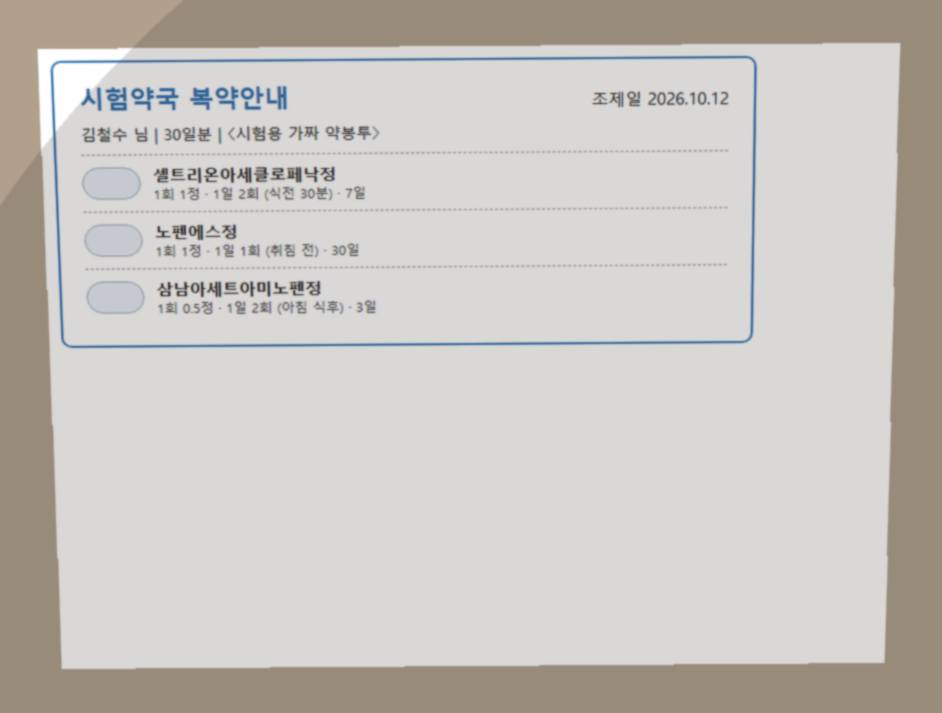 시험약국 복약안내
조제일 2026.10.12
김철수 님 | 30일분 | <시험용 가짜 약봉투>
셀트리온아세클로페낙정
1회 1정 · 1일 2회 (식전 30분) · 7일
노펜에스정
1회 1정 · 1일 1회 (취침 전) · 30일
삼남아세트아미노펜정
1회 0.5정 · 1일 2회 (아침 식후) · 3일